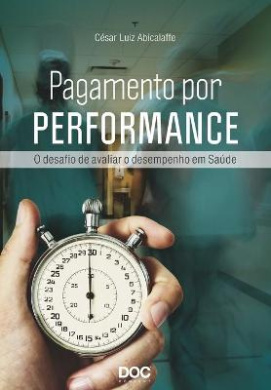 César Luiz Abicalaffe
Pagamento por
PERFORMANCE
O desafio de avaliar o desempenho em Saúde
DOC